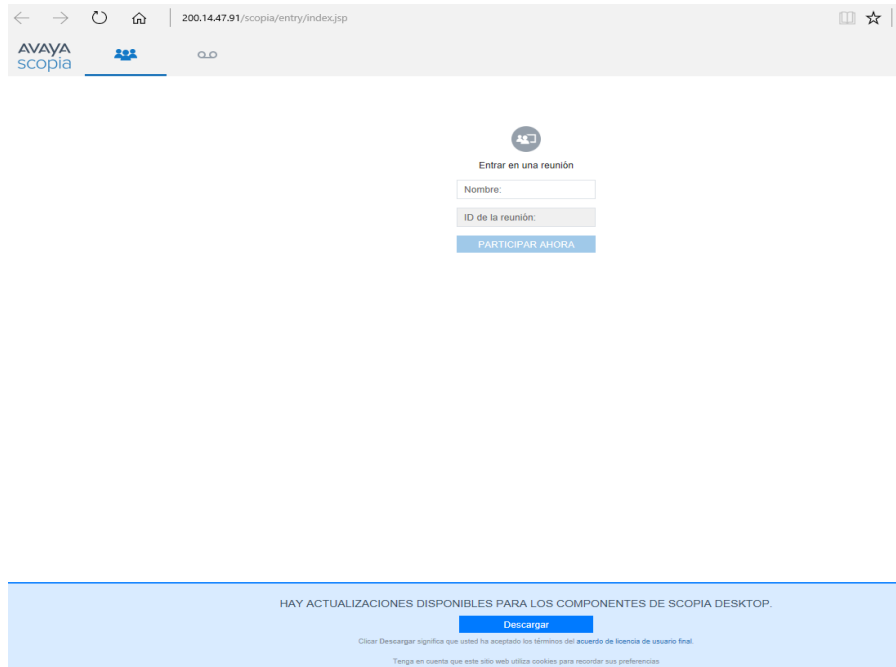 200.14.47.91/scopia/entry/index.jsp
AVAYA
scopia
Entrar en una reunión
Nombre:
ID de la reunión:
PARTICIPAR AHORA
HAY ACTUALIZACIONES DISPONIBLES PARA LOS COMPONENTES DE SCOPIA DESKTOP.
Descargar
Clicar Descargar significa que usted ha aceptado los términos del acuerdo de licencia de usuario final.
Tenga en cuenta que este sitio web utiliza cookies para recordar sus preferencias